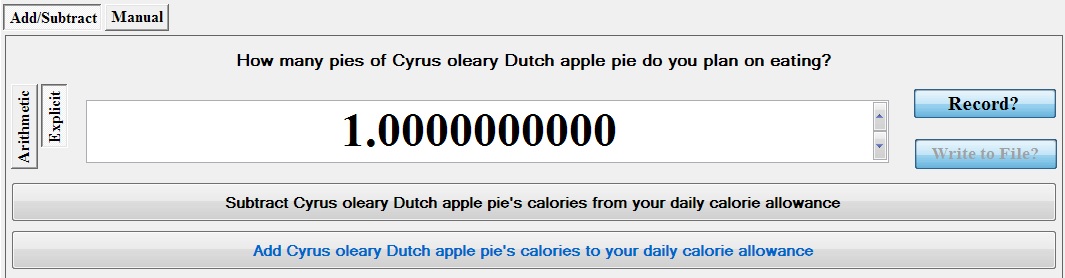 Add/Subtract Manual
How many pies of Cyrus oleary Dutch apple pie do you plan on eating?
Arithmetic
Explicit
1.0000000000
Record?
Write to File?
Subtract Cyrus oleary Dutch apple pie's calories from your daily calorie allowance
Add Cyrus oleary Dutch apple pie's calories to your daily calorie allowance